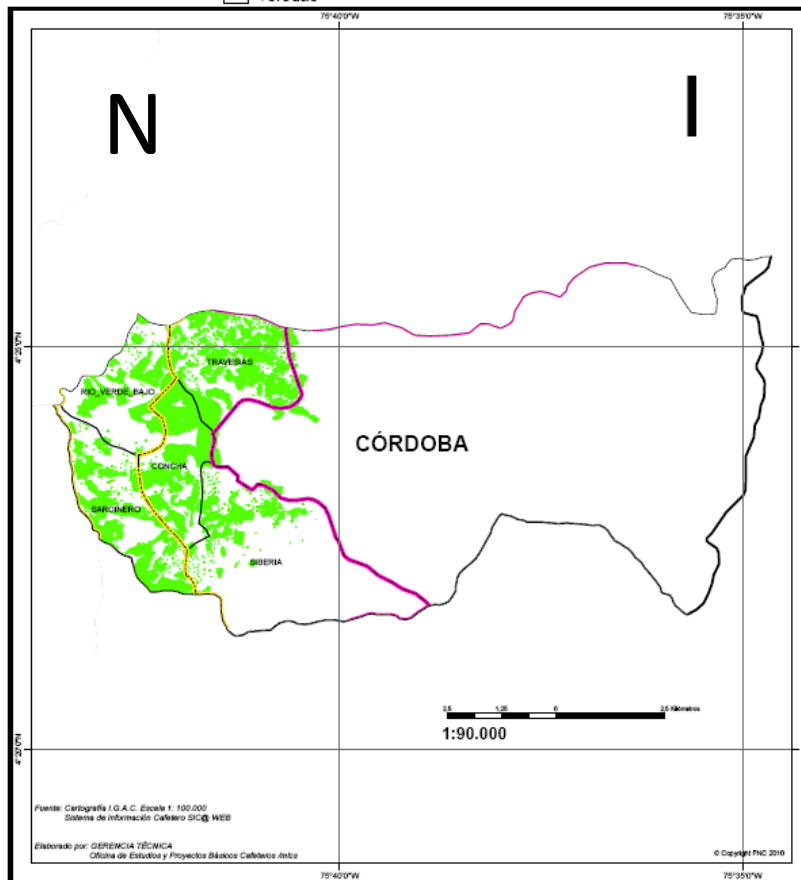 75°40'0"W 75°35'0"W
N I
4°25'0"N
TRAVESIAS
RIO_VERDE_BAJO
CÓRDOBA
CONCHA
SARDINERO
SIBERIA
2,5 1,25 0 2,5 Kilómetros
1:90.000
4°20'0"N
Fuente: Cartografía I.G.A.C. Escala 1: 100.000
Sistema de Información Cafetero SIC@ WEB
Elaborado por: GERENCIA TÉCNICA
Oficina de Estudios y Proyectos Básicos Cafeteros /mlcs
© Copyright FNC 2010
75°40'0"W 75°35'0"W